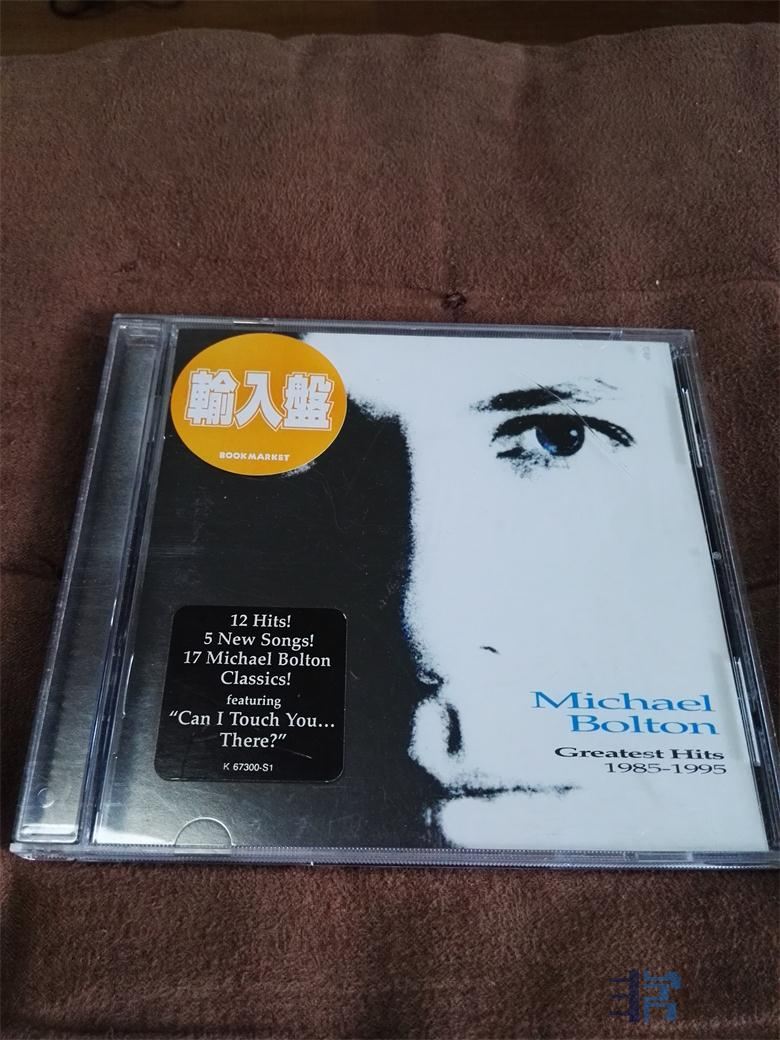 輸入盤
BOOKMARKET
12 Hits!
5 New Songs!
17 Michael Bolton
Classics!
featuring
“Can I Touch You...
There?”
K 67300-S1
Michael
Bolton
Greatest Hits
1985-1995